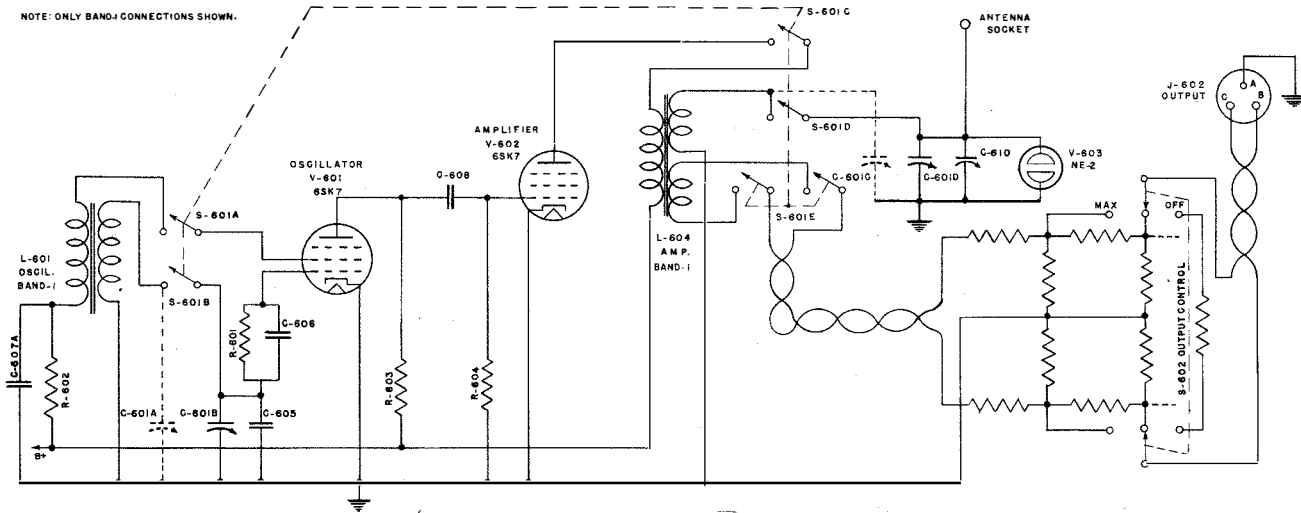 NOTE: ONLY BAND-I CONNECTIONS SHOWN.
S-601C
ANTENNA
SOCKET
J-602
OUTPUT
A
C
B
AMPLIFIER
V-602
6SK7
OSCILLATOR
V-601
6SK7
C-608
S-601D
C-601C
C-601D
C-610
V-603
NE-2
S-601A
S-601B
L-601
OSCIL.
BAND-I
S-601E
L-604
AMP.
BAND-I
MAX
OFF
S-602 OUTPUT CONTROL
C-607A
R-602
C-601A
C-601B
R-601
C-606
C-605
R-603
R-604
B+